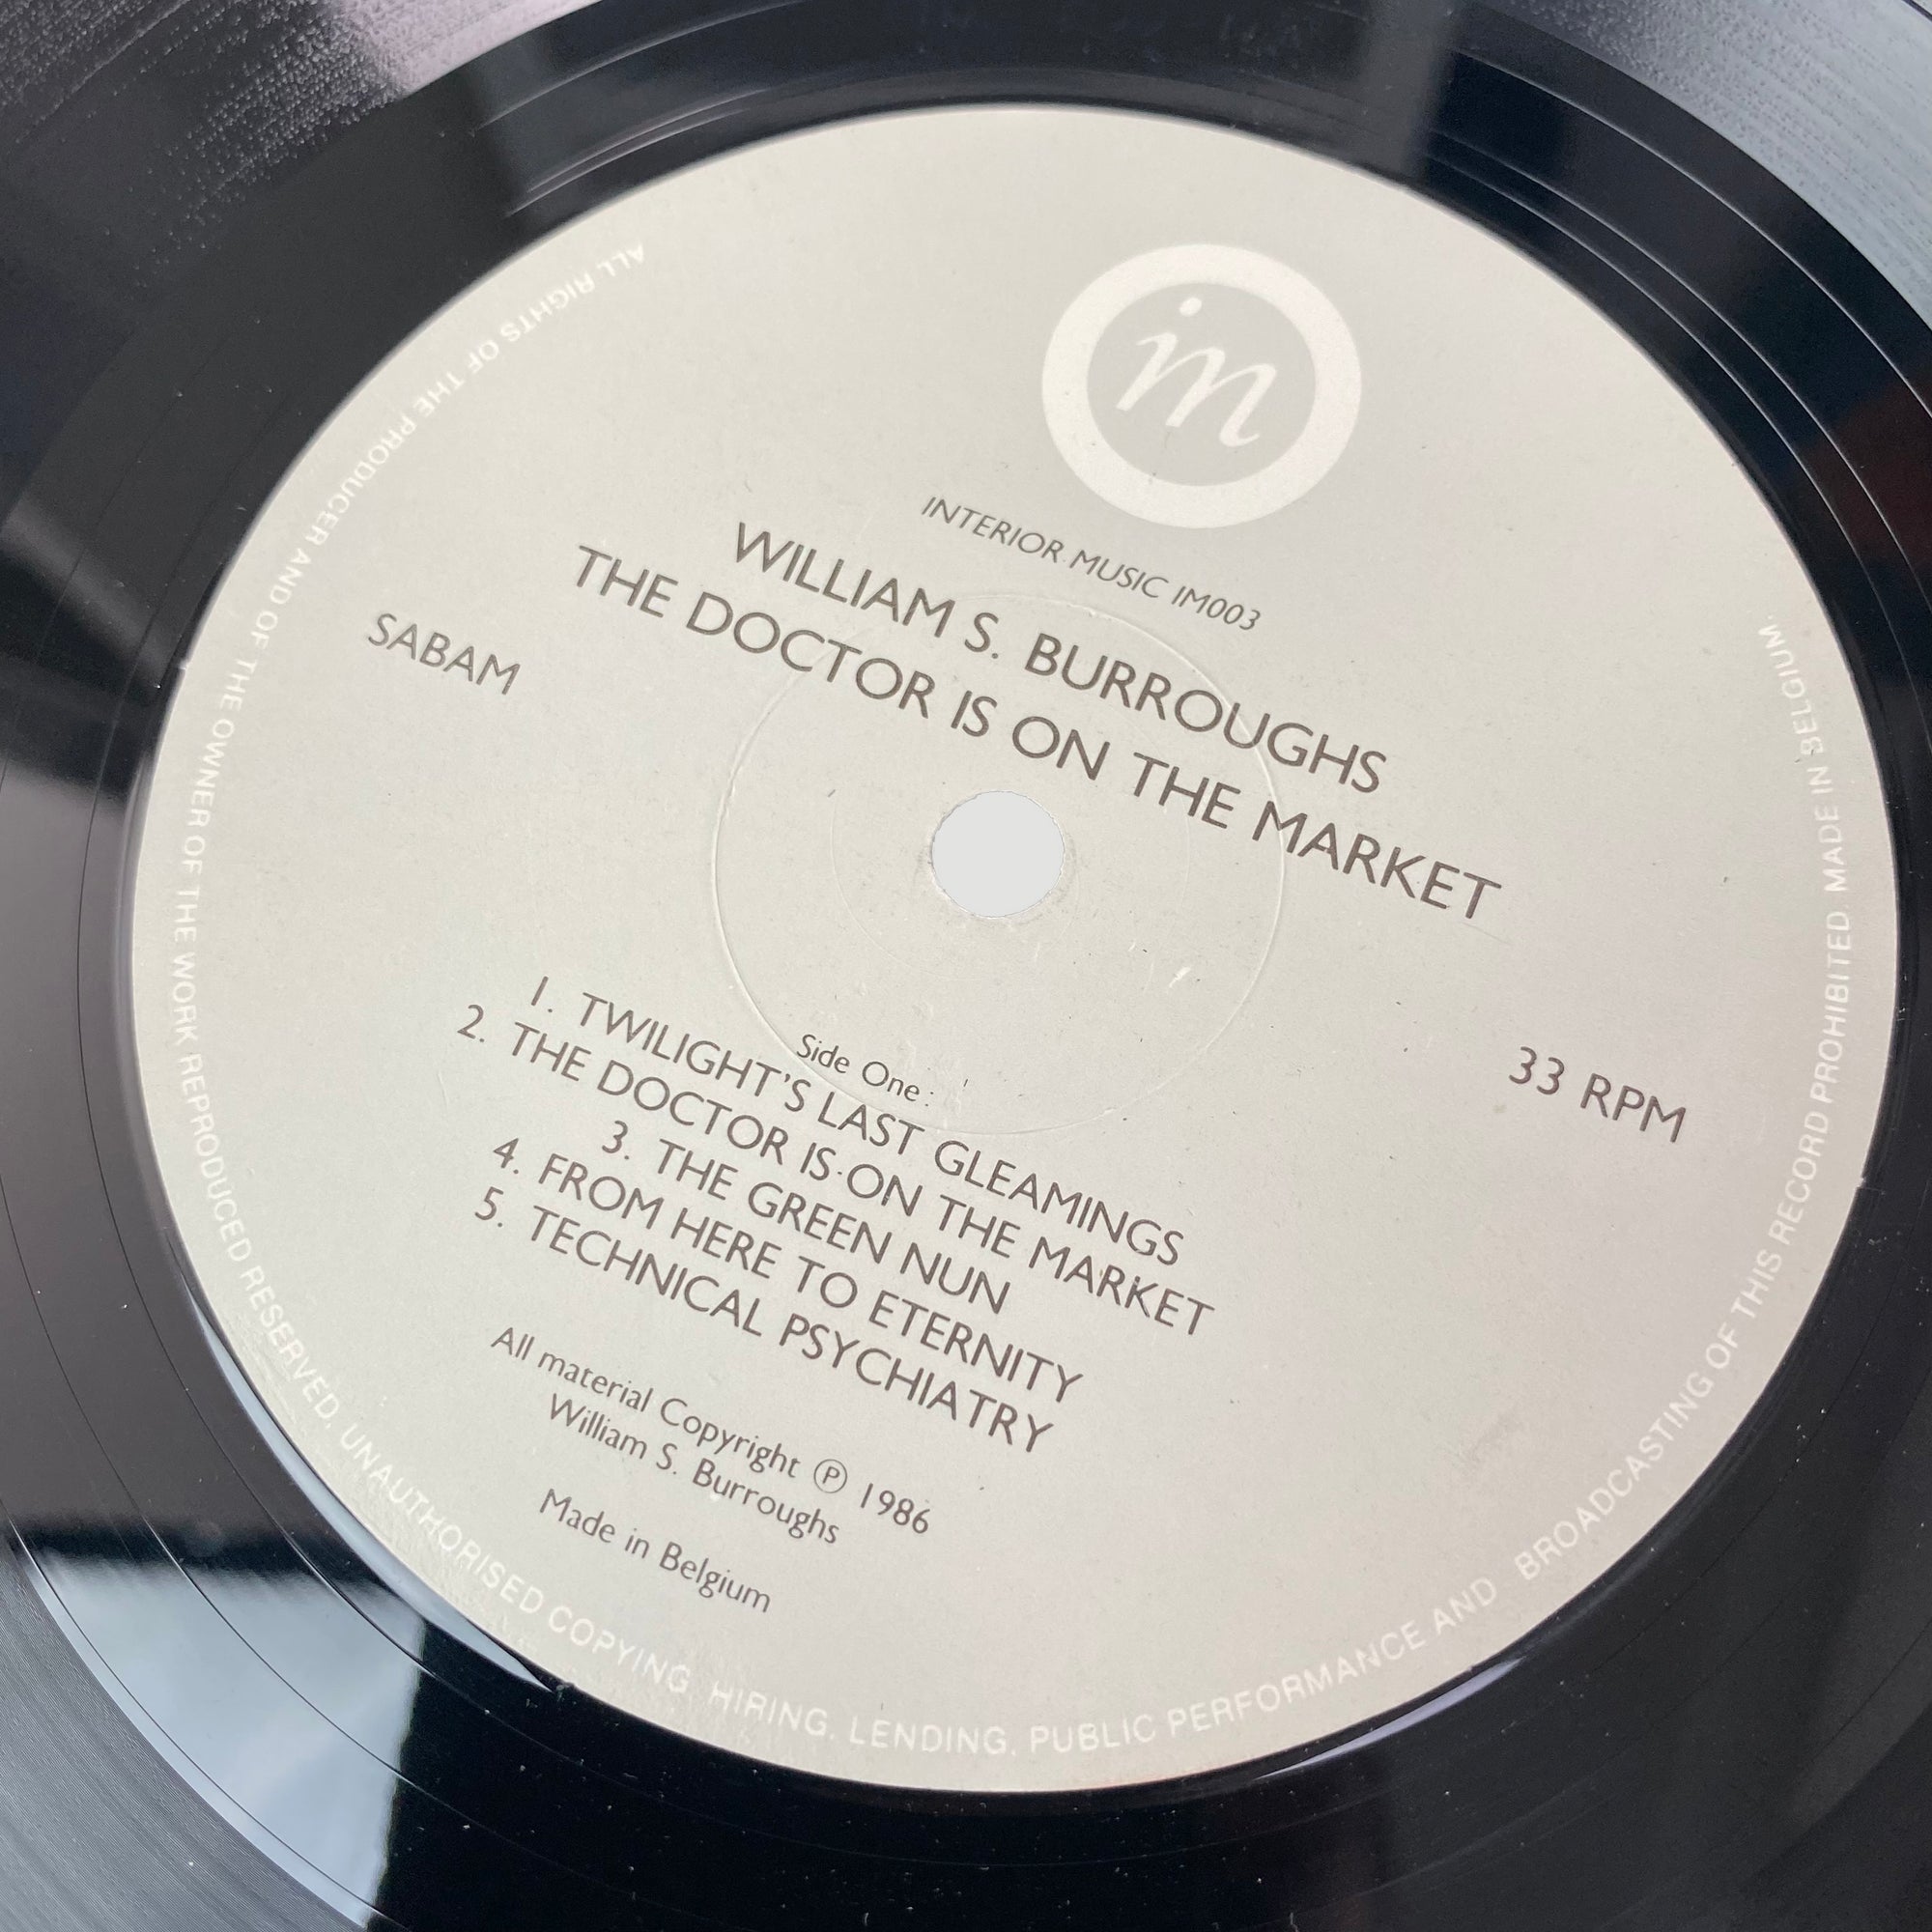 im
INTERIOR MUSIC IM003
WILLIAM S. BURROUGHS
THE DOCTOR IS ON THE MARKET
SABAM
33 RPM
Side One :
1. TWILIGHT'S LAST GLEAMINGS
2. THE DOCTOR IS ON THE MARKET
3. THE GREEN NUN
4. FROM HERE TO ETERNITY
5. TECHNICAL PSYCHIATRY
All material Copyright Ⓟ 1986
William S. Burroughs
Made in Belgium
ALL RIGHTS OF THE PRODUCER AND OF THE OWNER OF THE WORK REPRODUCED RESERVED. UNAUTHORISED COPYING HIRING, LENDING, PUBLIC PERFORMANCE AND BROADCASTING OF THIS RECORD PROHIBITED. MADE IN BELGIUM.